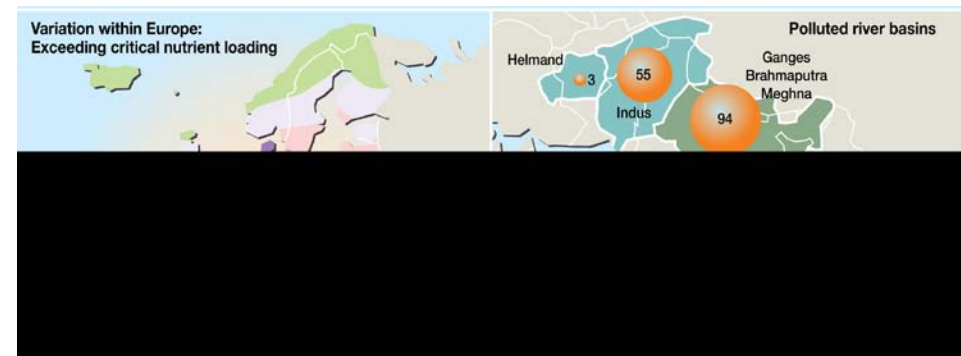 Variation within Europe:
Exceeding critical nutrient loading
Polluted river basins
Helmand
3
55
Indus
Ganges
Brahmaputra
Meghna
94